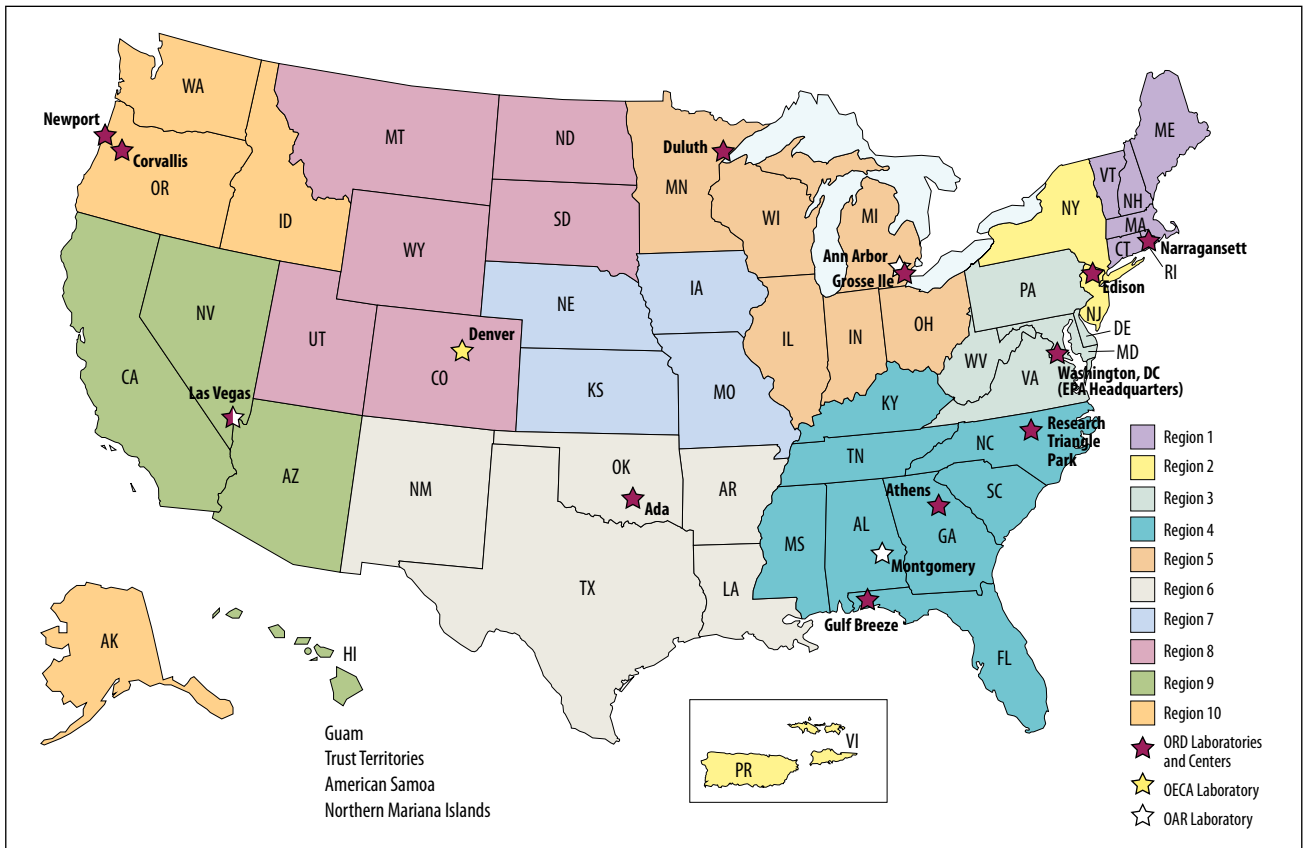 WA
Newport
Corvallis
OR
ID
MT
ND
SD
WY
Duluth
MN
WI
MI
Ann Arbor
Grosse Ile
ME
VT
NH
NY
MA
CT
Narragansett
RI
Edison
NJ
PA
DE
MD
Washington, DC
(EPA Headquarters)
WV
VA
NV
CA
UT
Denver
CO
NE
IA
KS
MO
IL
IN
OH
KY
Las Vegas
AZ
NM
OK
Ada
AR
TX
LA
TN
NC
Research
Triangle
Park
SC
Athens
GA
AL
MS
Montgomery
Gulf Breeze
FL
AK
HI
Guam
Trust Territories
American Samoa
Northern Mariana Islands
PR
VI
Region 1
Region 2
Region 3
Region 4
Region 5
Region 6
Region 7
Region 8
Region 9
Region 10
ORD Laboratories
and Centers
OECA Laboratory
OAR Laboratory